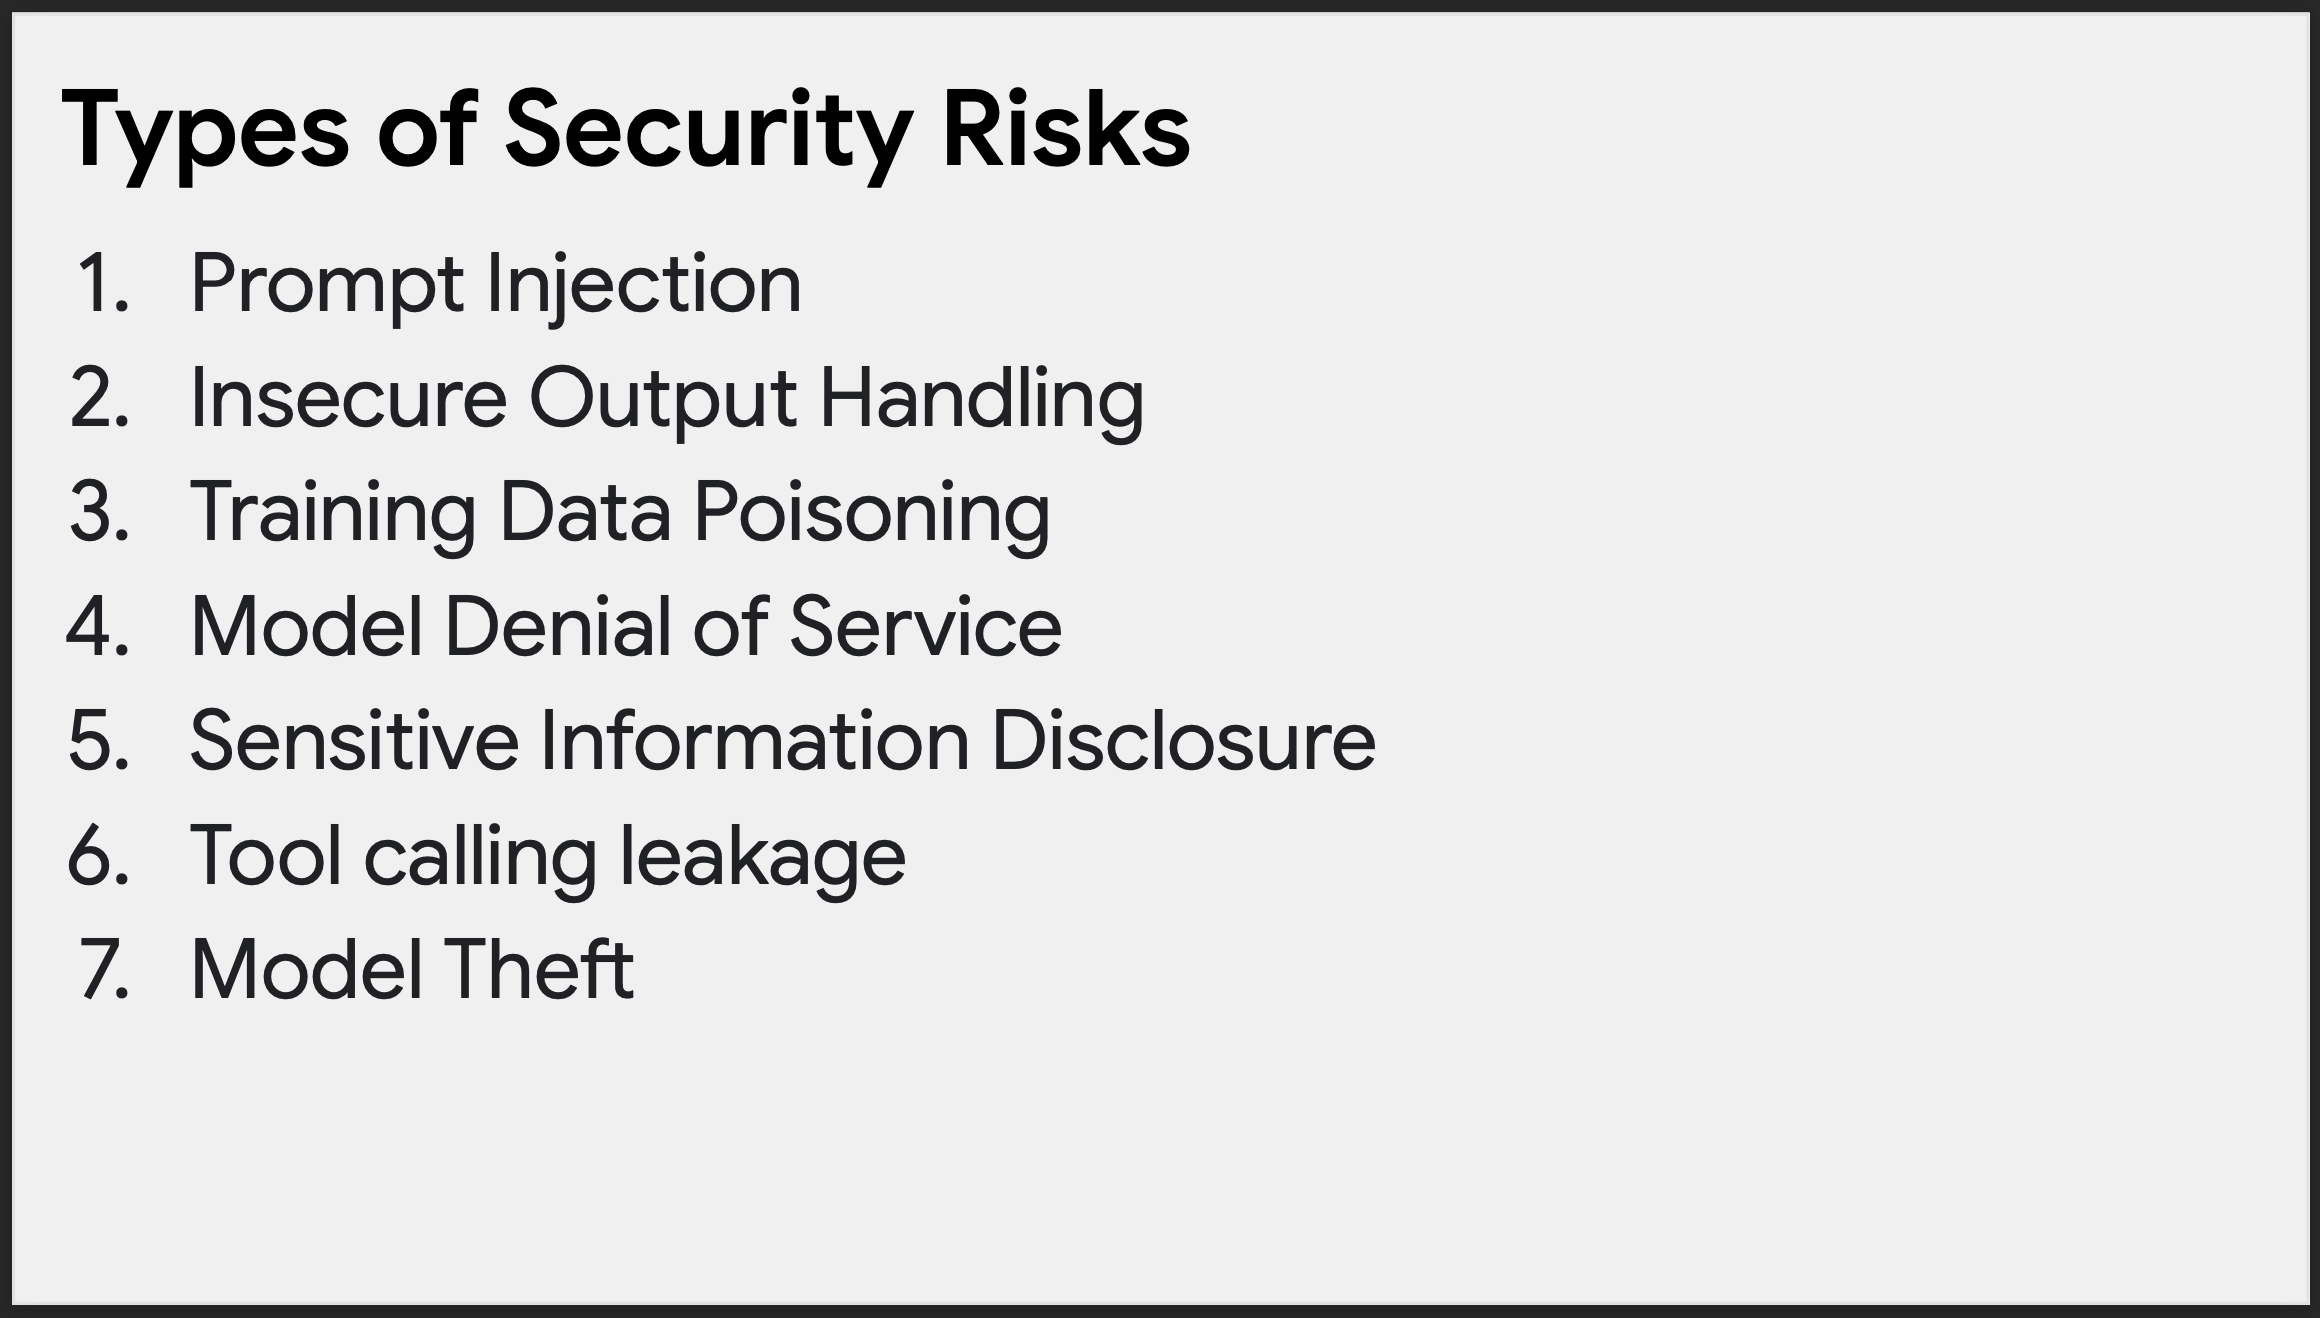 Types of Security Risks
1. Prompt Injection
2. Insecure Output Handling
3. Training Data Poisoning
4. Model Denial of Service
5. Sensitive Information Disclosure
6. Tool calling leakage
7. Model Theft